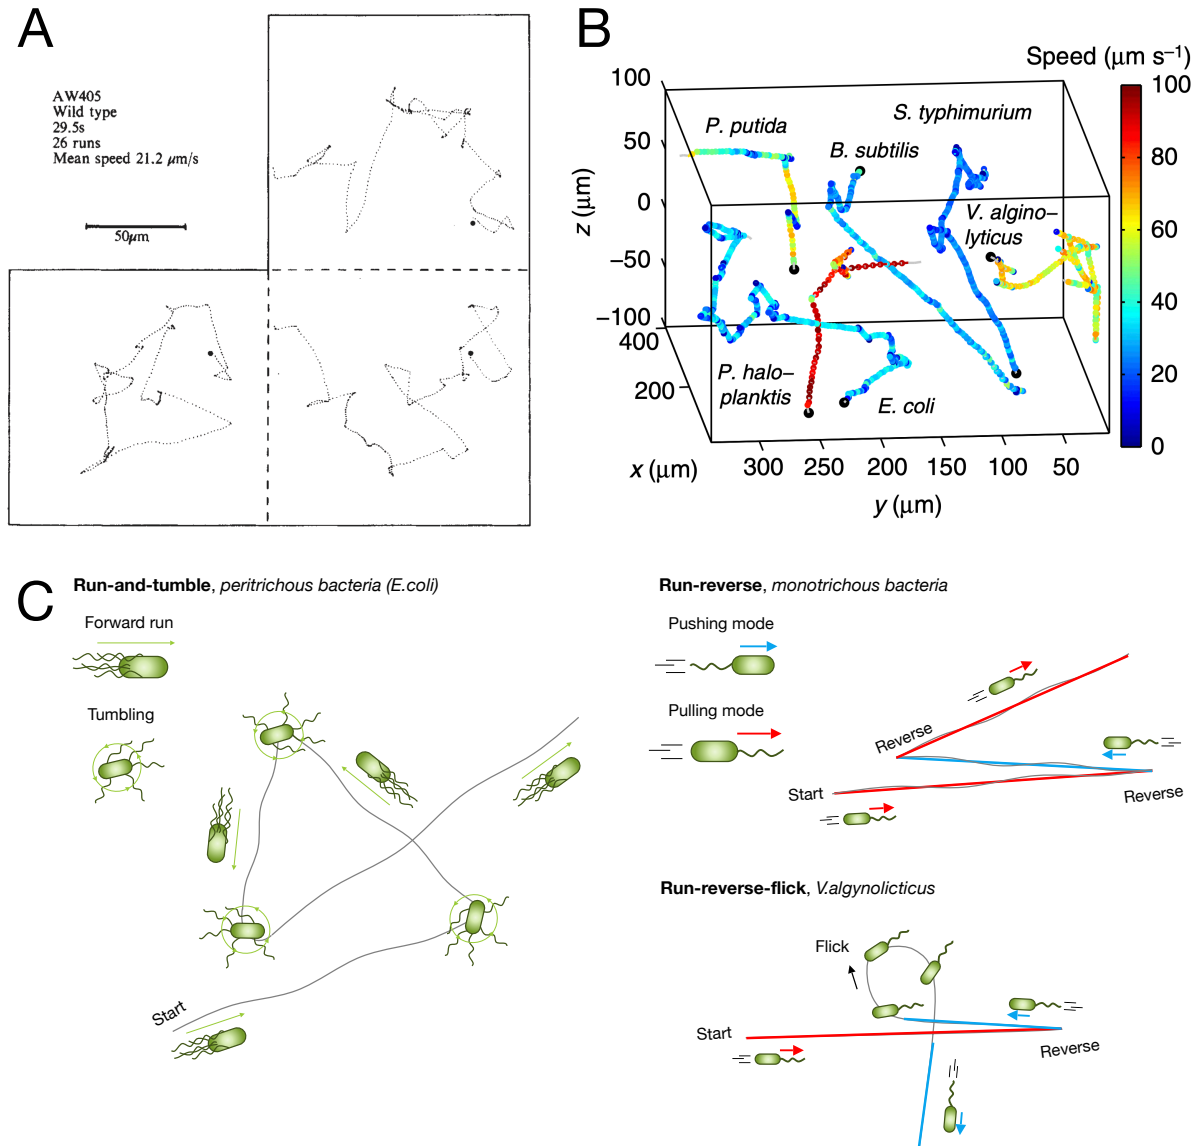 A
AW405
Wild type
29.5s
26 runs
Mean speed 21.2 μm/s
50μm
B
Speed (μm s⁻¹)
100
80
60
40
20
0
100
50
0
−50
−100
400
200
z (μm)
x (μm)
300
250
200
150
100
50
y (μm)
P. putida
B. subtilis
S. typhimurium
V. algino–
lyticus
P. halo–
planktis
E. coli
C
Run-and-tumble, peritrichous bacteria (E.coli)
Forward run
Tumbling
Start
Run-reverse, monotrichous bacteria
Pushing mode
Pulling mode
Reverse
Start
Reverse
Run-reverse-flick, V.algynolicticus
Flick
Start
Reverse